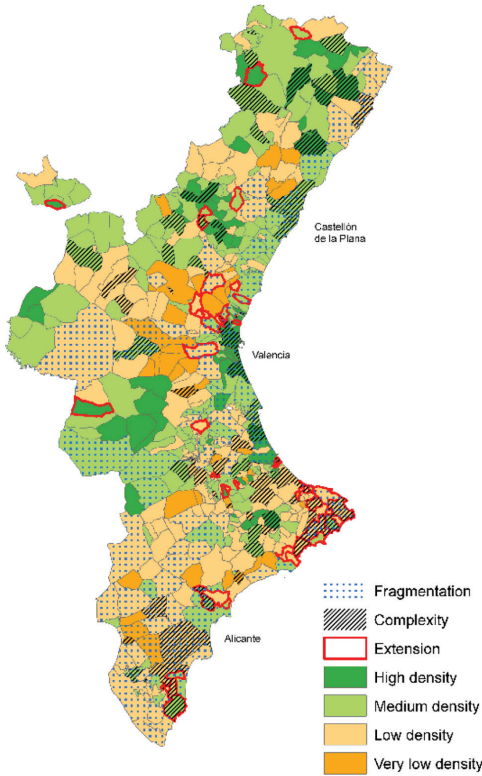 Castellón
de la Plana
Valencia
Alicante
Fragmentation
Complexity
Extension
High density
Medium density
Low density
Very low density